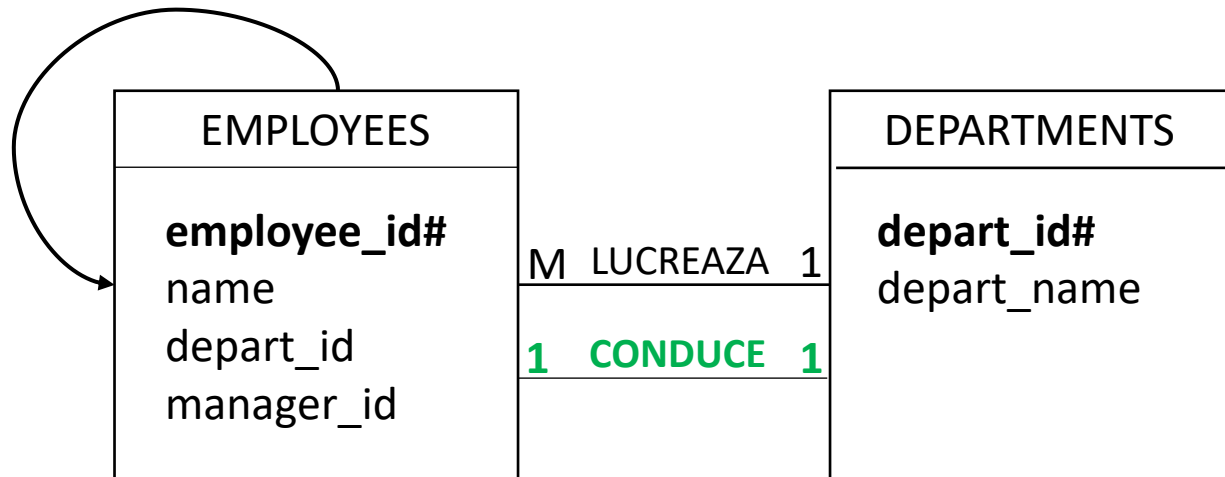 EMPLOYEES
employee_id#
name
depart_id
manager_id
M LUCREAZA 1
1 CONDUCE 1
DEPARTMENTS
depart_id#
depart_name